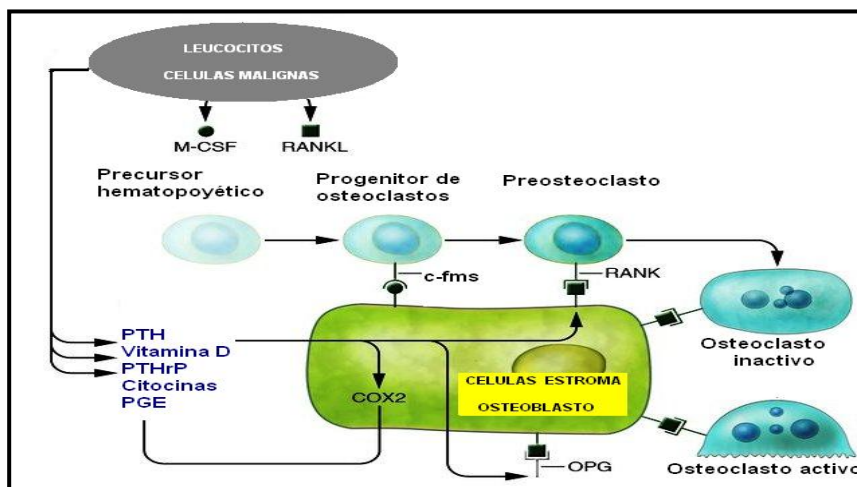 LEUCOCITOS
CELULAS MALIGNAS
M-CSF
RANKL
Precursor
hematopoyético
Progenitor de
osteoclastos
Preosteoclasto
c-fms
RANK
Osteoclasto
inactivo
PTH
Vitamina D
PTHrP
Citocinas
PGE
COX2
CELULAS ESTROMA
OSTEOBLASTO
OPG
Osteoclasto activo